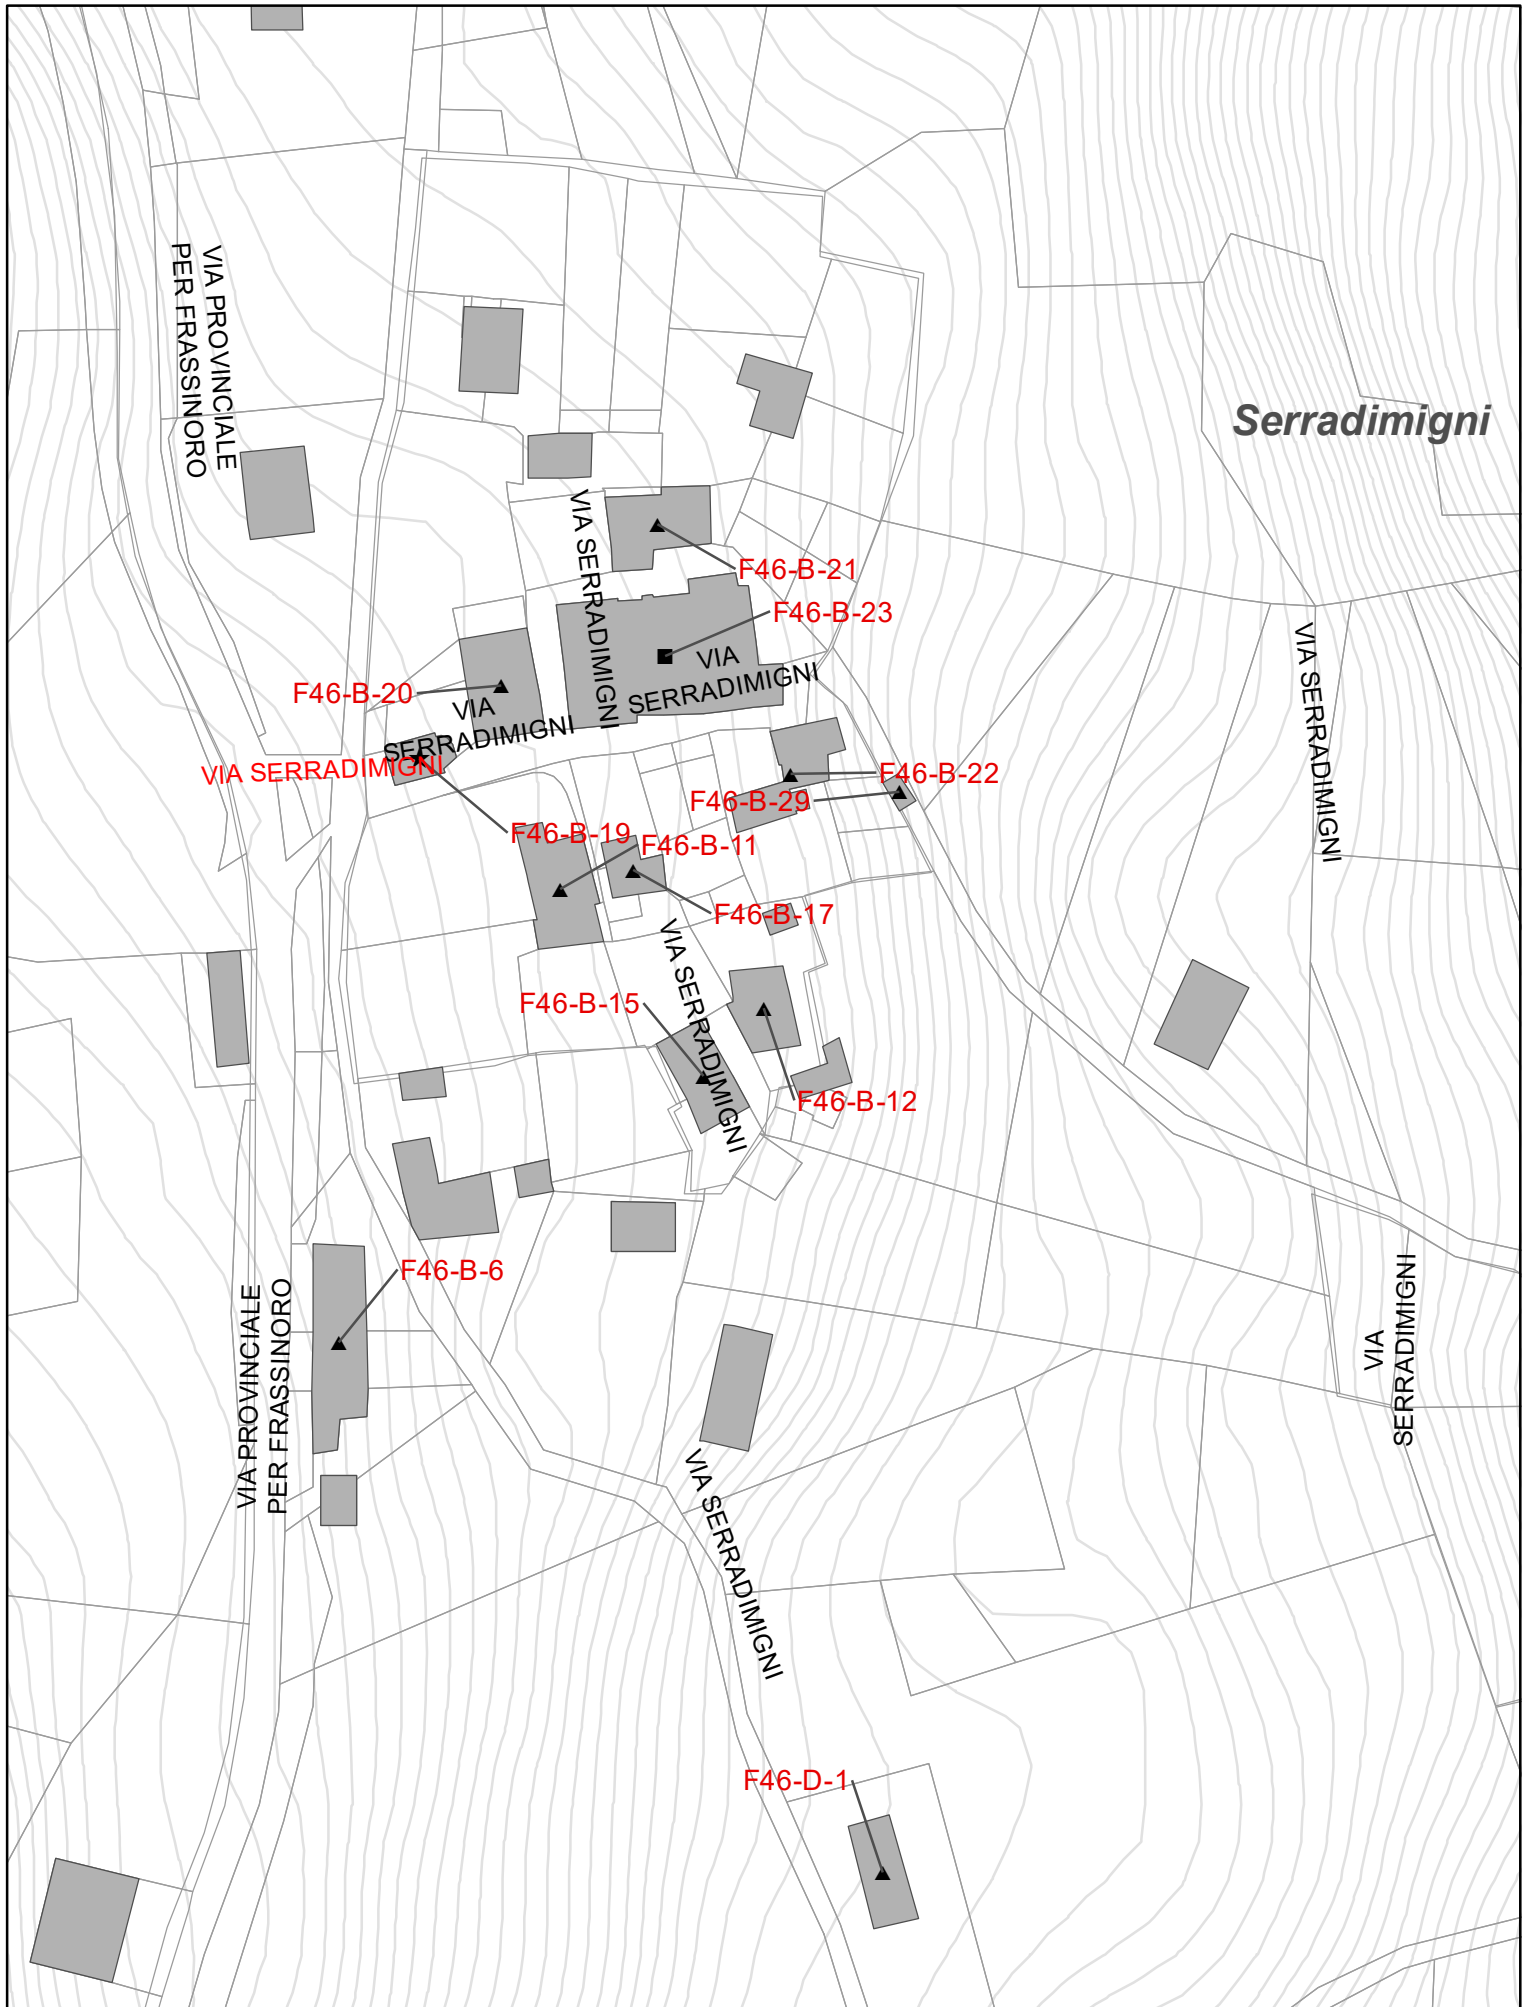 VIA PROVINCIALE
PER FRASSINORO
Serradimigni
VIA SERRADIMIGNI
F46-B-21
F46-B-23
VIA
SERRADIMIGNI
F46-B-20
VIA
SERRADIMIGNI
VIA SERRADIMIGNI
VIA SERRADIMIGNI
F46-B-22
F46-B-29
F46-B-19
F46-B-11
F46-B-17
VIA SERRADIMIGNI
F46-B-15
F46-B-12
F46-B-6
VIA PROVINCIALE
PER FRASSINORO
VIA
SERRADIMIGNI
VIA SERRADIMIGNI
F46-D-1